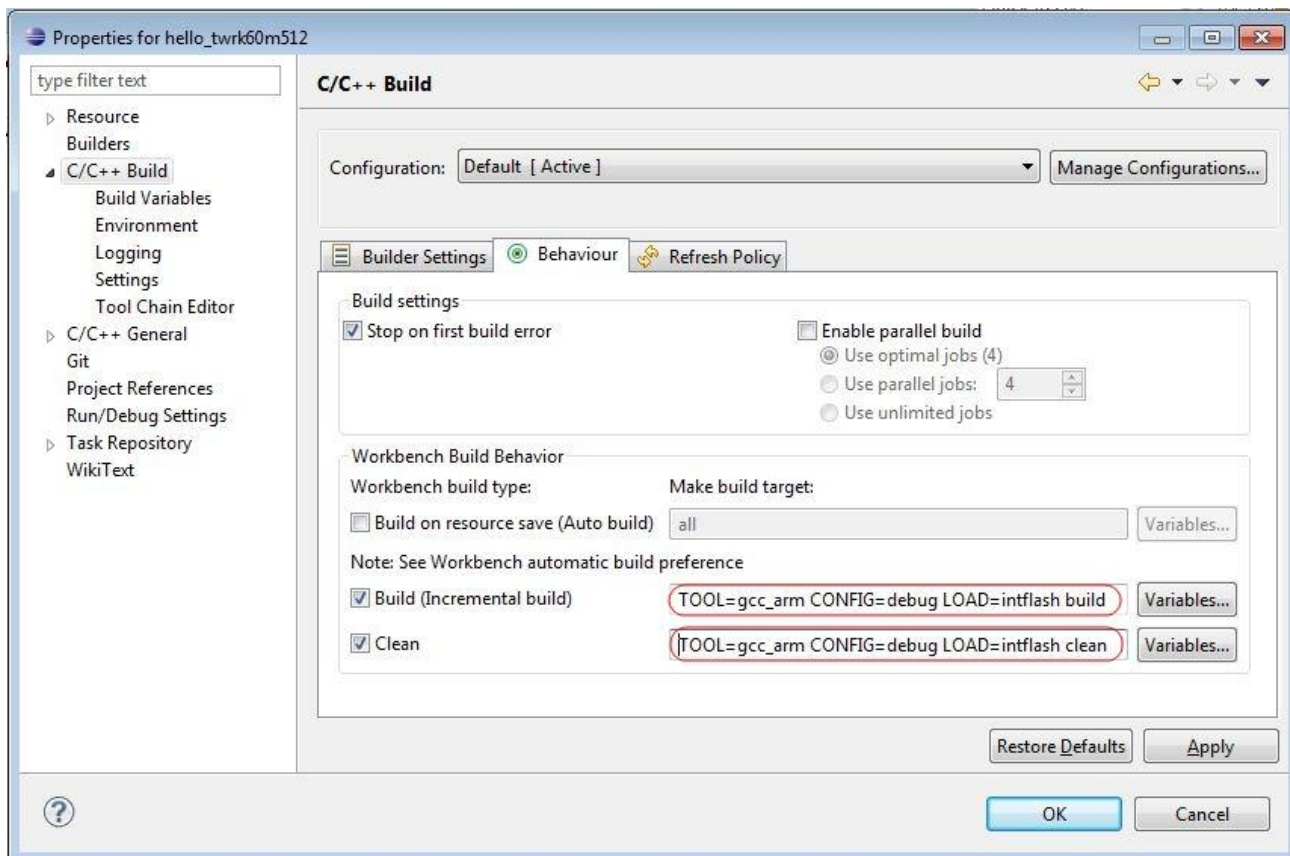 Properties for hello_twrk60m512
type filter text
Resource
Builders
C/C++ Build
Build Variables
Environment
Logging
Settings
Tool Chain Editor
C/C++ General
Git
Project References
Run/Debug Settings
Task Repository
WikiText
C/C++ Build
Configuration: Default [ Active ] Manage Configurations...
Builder Settings Behaviour Refresh Policy
Build settings
Stop on first build error Enable parallel build
Use optimal jobs (4)
Use parallel jobs: 4
Use unlimited jobs
Workbench Build Behavior
Workbench build type: Make build target:
Build on resource save (Auto build) all Variables...
Note: See Workbench automatic build preference
Build (Incremental build) TOOL=gcc_arm CONFIG=debug LOAD=intflash build Variables...
Clean TOOL=gcc_arm CONFIG=debug LOAD=intflash clean Variables...
Restore Defaults Apply
? OK Cancel